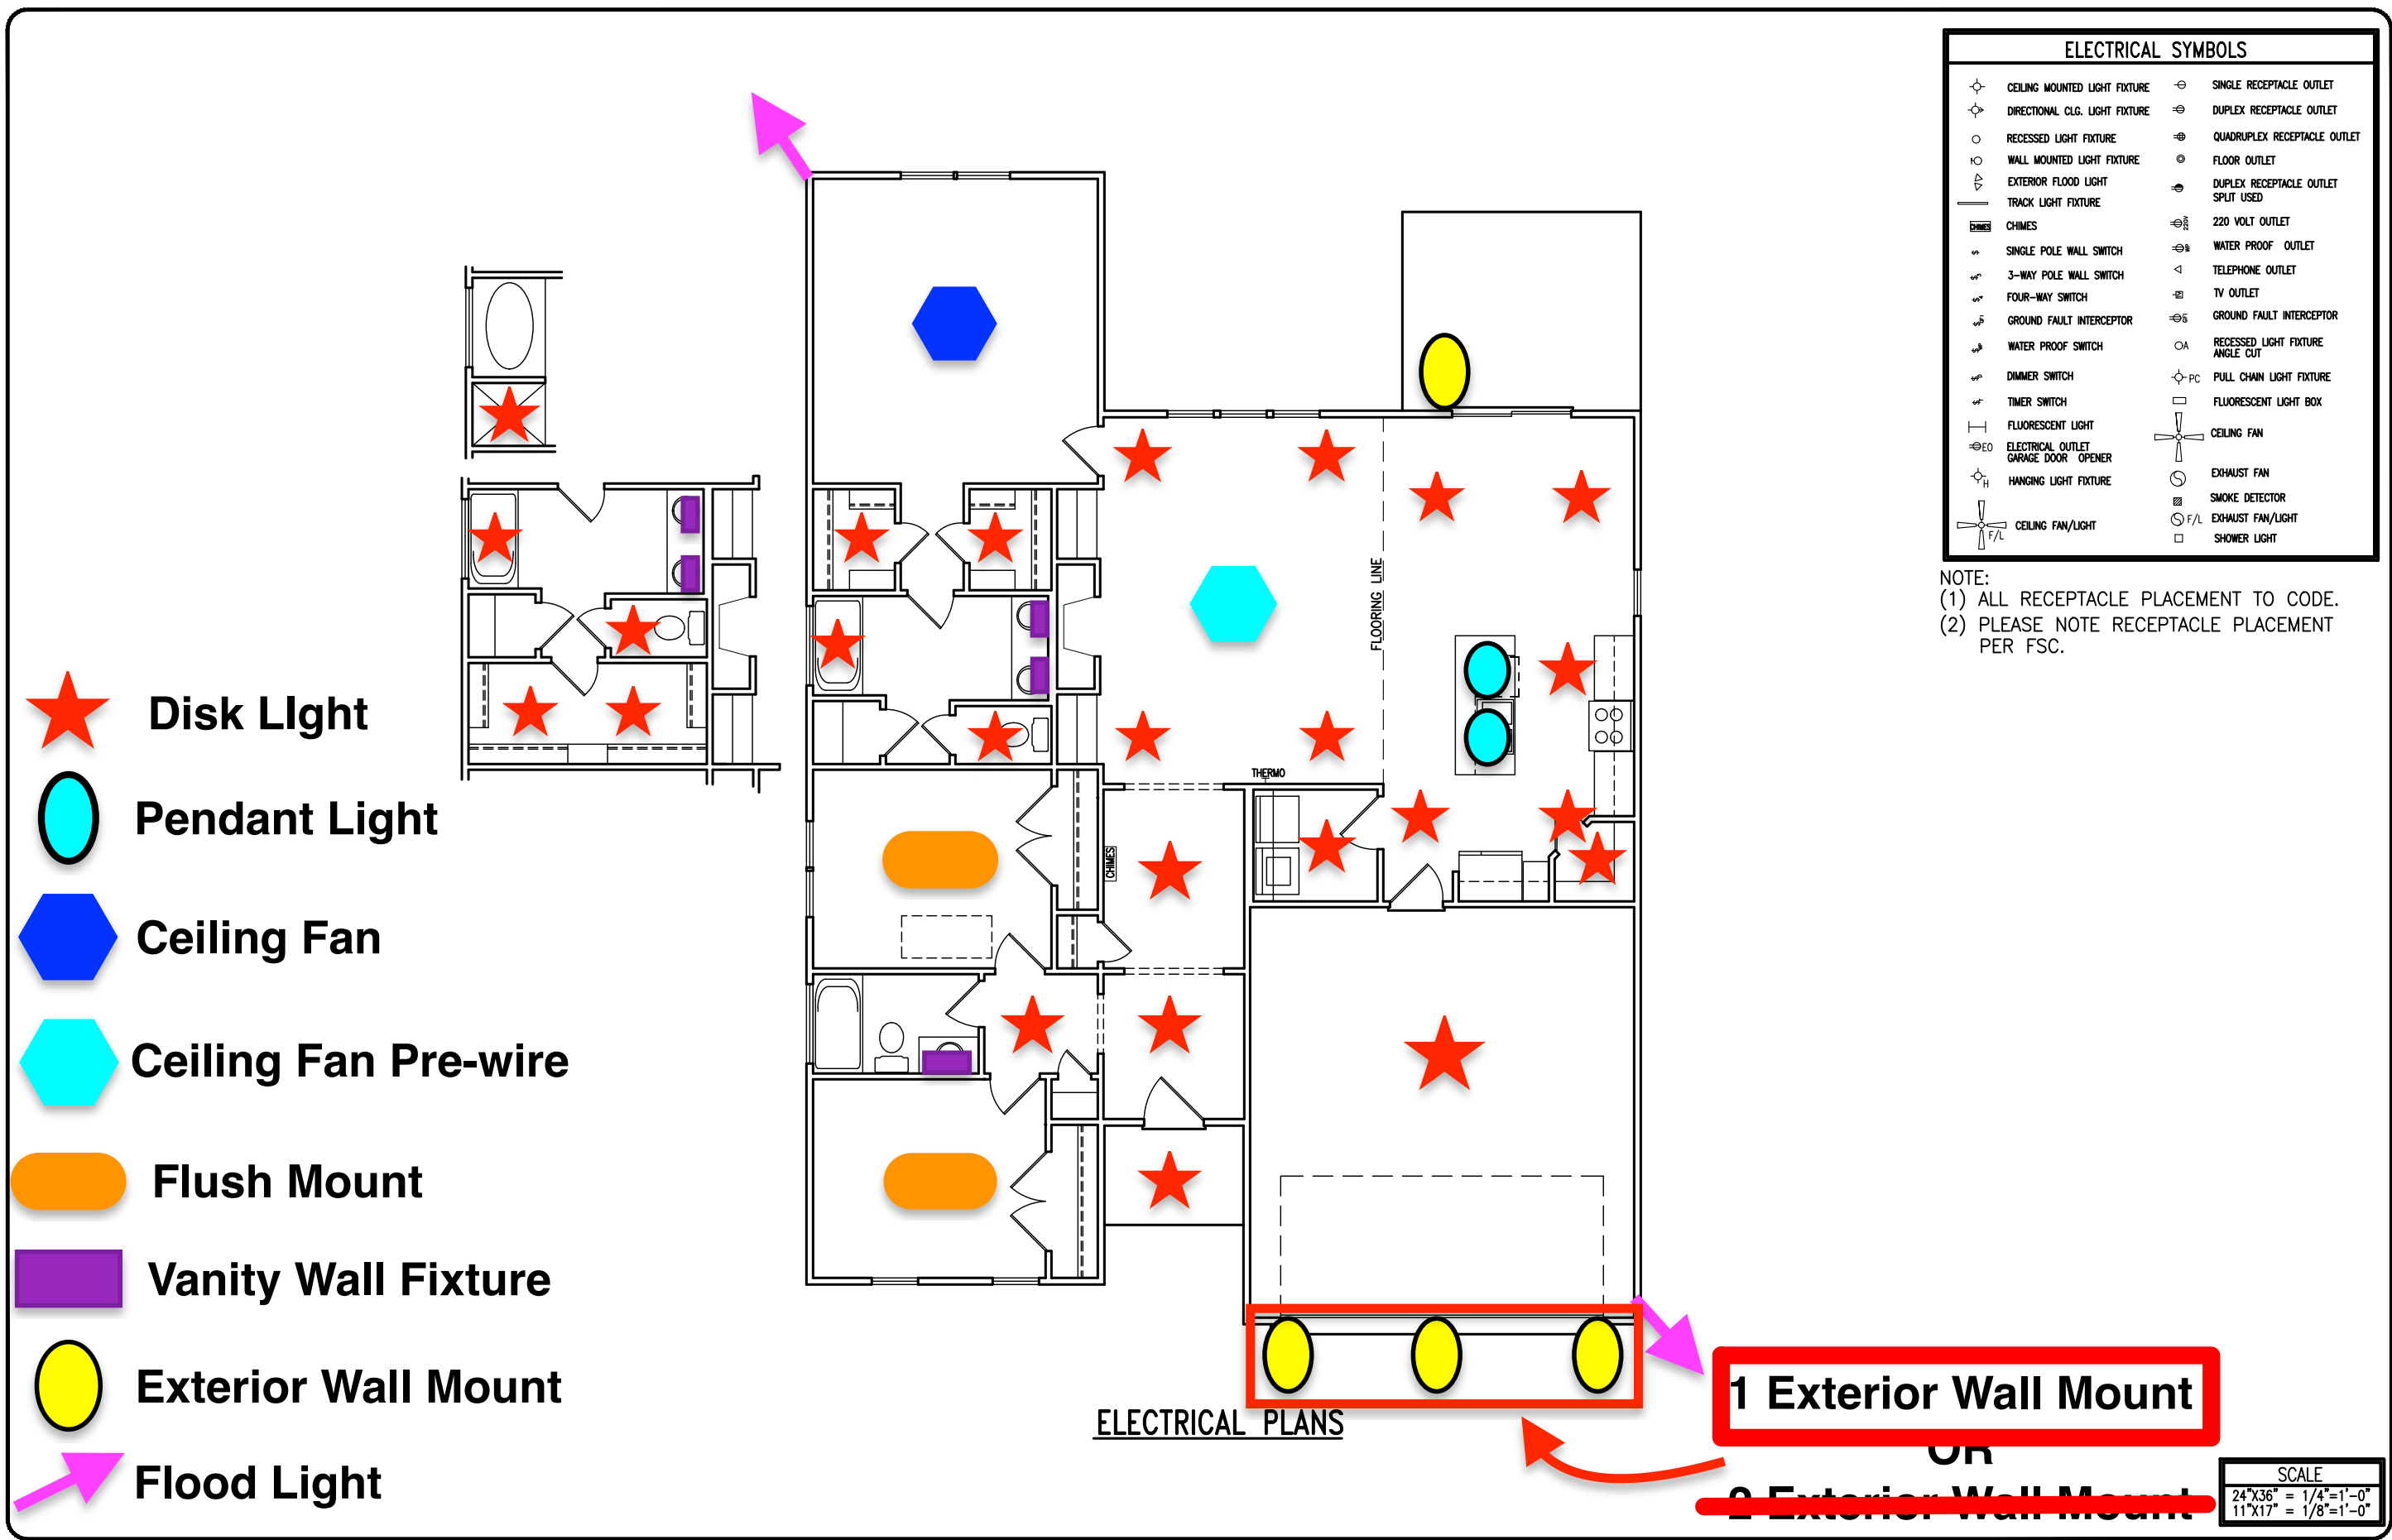 ELECTRICAL SYMBOLS
CEILING MOUNTED LIGHT FIXTURE
DIRECTIONAL CLG. LIGHT FIXTURE
RECESSED LIGHT FIXTURE
WALL MOUNTED LIGHT FIXTURE
EXTERIOR FLOOD LIGHT
TRACK LIGHT FIXTURE
CHIMES CHIMES
SINGLE POLE WALL SWITCH
3-WAY POLE WALL SWITCH
FOUR-WAY SWITCH
GROUND FAULT INTERCEPTOR
WATER PROOF SWITCH
DIMMER SWITCH
TIMER SWITCH
FLUORESCENT LIGHT
EO ELECTRICAL OUTLET
GARAGE DOOR OPENER
H HANGING LIGHT FIXTURE
F/L CEILING FAN/LIGHT
SINGLE RECEPTACLE OUTLET
DUPLEX RECEPTACLE OUTLET
QUADRUPLEX RECEPTACLE OUTLET
FLOOR OUTLET
DUPLEX RECEPTACLE OUTLET
SPLIT USED
220V 220 VOLT OUTLET
WATER PROOF OUTLET
TELEPHONE OUTLET
TV OUTLET
GROUND FAULT INTERCEPTOR
A RECESSED LIGHT FIXTURE
ANGLE CUT
PC PULL CHAIN LIGHT FIXTURE
FLUORESCENT LIGHT BOX
CEILING FAN
EXHAUST FAN
SMOKE DETECTOR
F/L EXHAUST FAN/LIGHT
SHOWER LIGHT
NOTE:
(1) ALL RECEPTACLE PLACEMENT TO CODE.
(2) PLEASE NOTE RECEPTACLE PLACEMENT
PER FSC.
FLOORING LINE
THERMO
CHIMES
Disk LIght
Pendant Light
Ceiling Fan
Ceiling Fan Pre-wire
Flush Mount
Vanity Wall Fixture
Exterior Wall Mount
Flood Light
ELECTRICAL PLANS
1 Exterior Wall Mount
OR
2 Exterior Wall Mount
SCALE
24"X36" = 1/4"=1'-0"
11"X17" = 1/8"=1'-0"